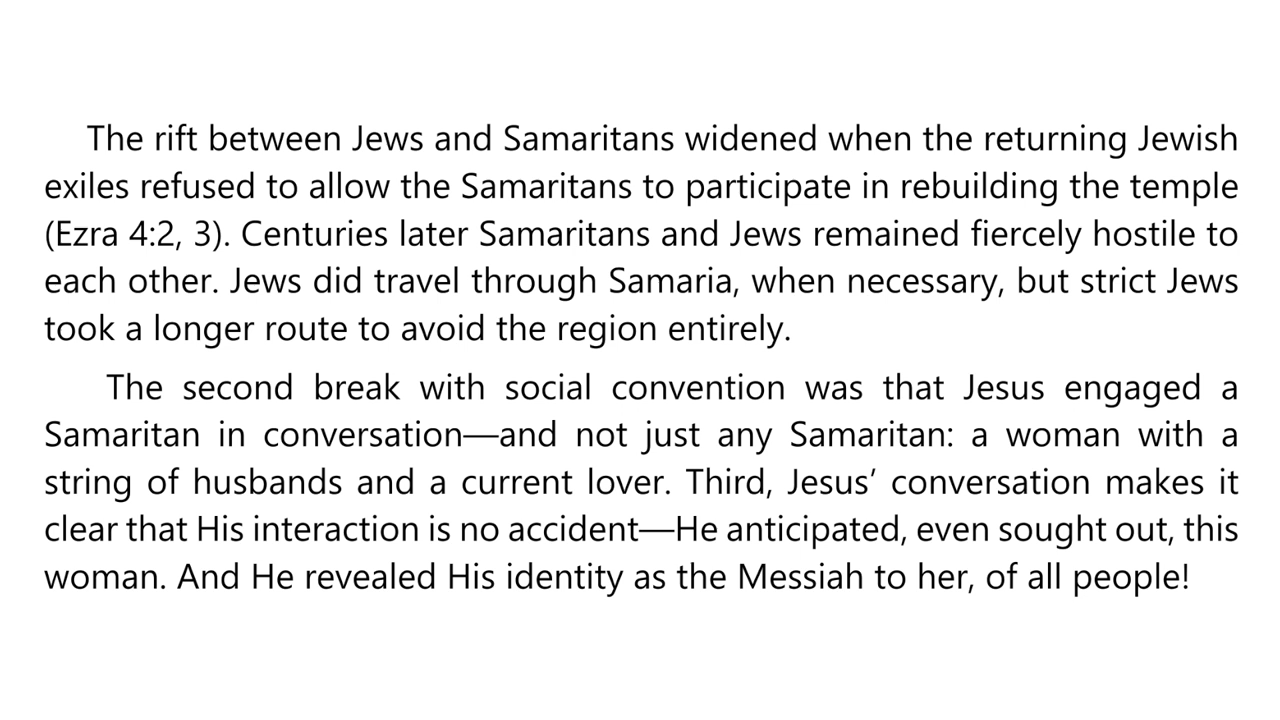 The rift between Jews and Samaritans widened when the returning Jewish
exiles refused to allow the Samaritans to participate in rebuilding the temple
(Ezra 4:2, 3). Centuries later Samaritans and Jews remained fiercely hostile to
each other. Jews did travel through Samaria, when necessary, but strict Jews
took a longer route to avoid the region entirely.
The second break with social convention was that Jesus engaged a
Samaritan in conversation—and not just any Samaritan: a woman with a
string of husbands and a current lover. Third, Jesus’ conversation makes it
clear that His interaction is no accident—He anticipated, even sought out, this
woman. And He revealed His identity as the Messiah to her, of all people!